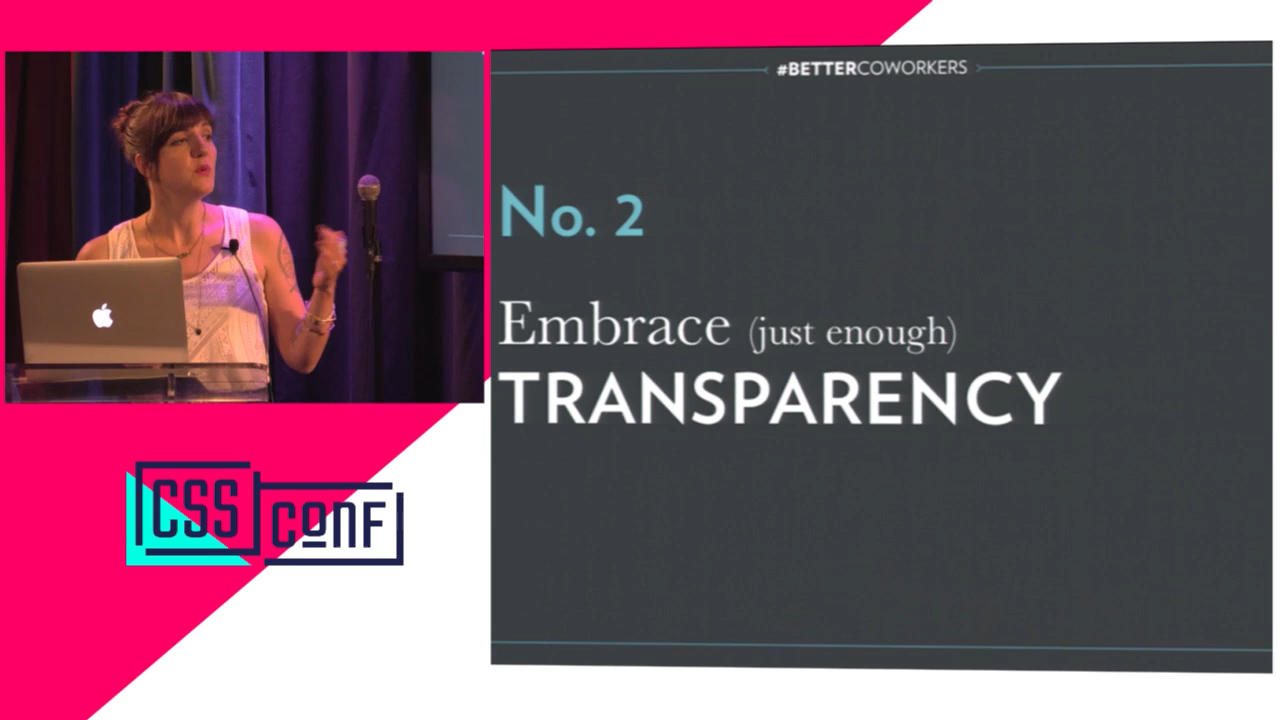 #BETTERCOWORKERS
No. 2
Embrace (just enough)
TRANSPARENCY
CSS
CONF